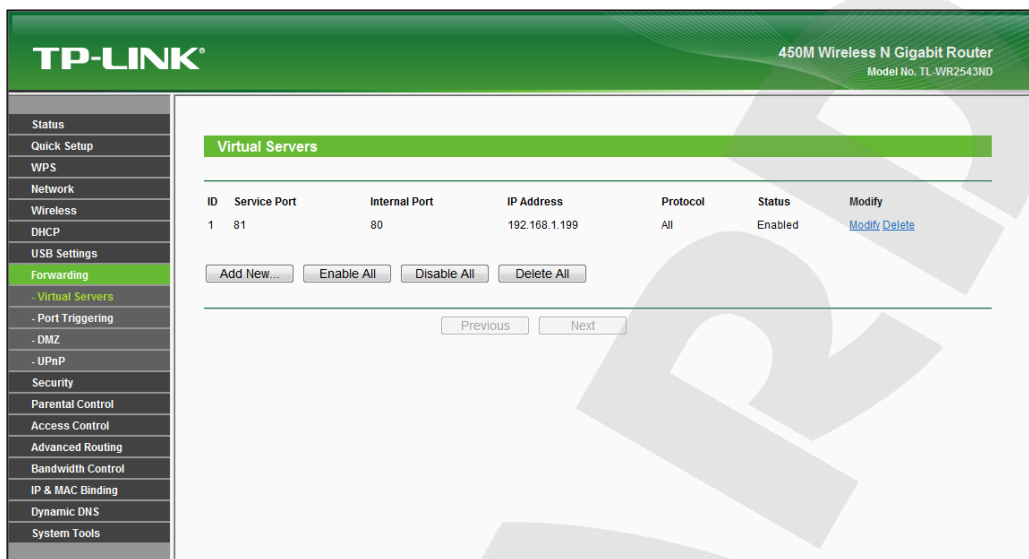 TP-LINK®
450M Wireless N Gigabit Router
Model No. TL-WR2543ND
Status
Quick Setup
WPS
Network
Wireless
DHCP
USB Settings
Forwarding
- Virtual Servers
- Port Triggering
- DMZ
- UPnP
Security
Parental Control
Access Control
Advanced Routing
Bandwidth Control
IP & MAC Binding
Dynamic DNS
System Tools
Virtual Servers
ID Service Port Internal Port IP Address Protocol Status Modify
1 81 80 192.168.1.199 All Enabled Modify Delete
Add New... Enable All Disable All Delete All
Previous Next